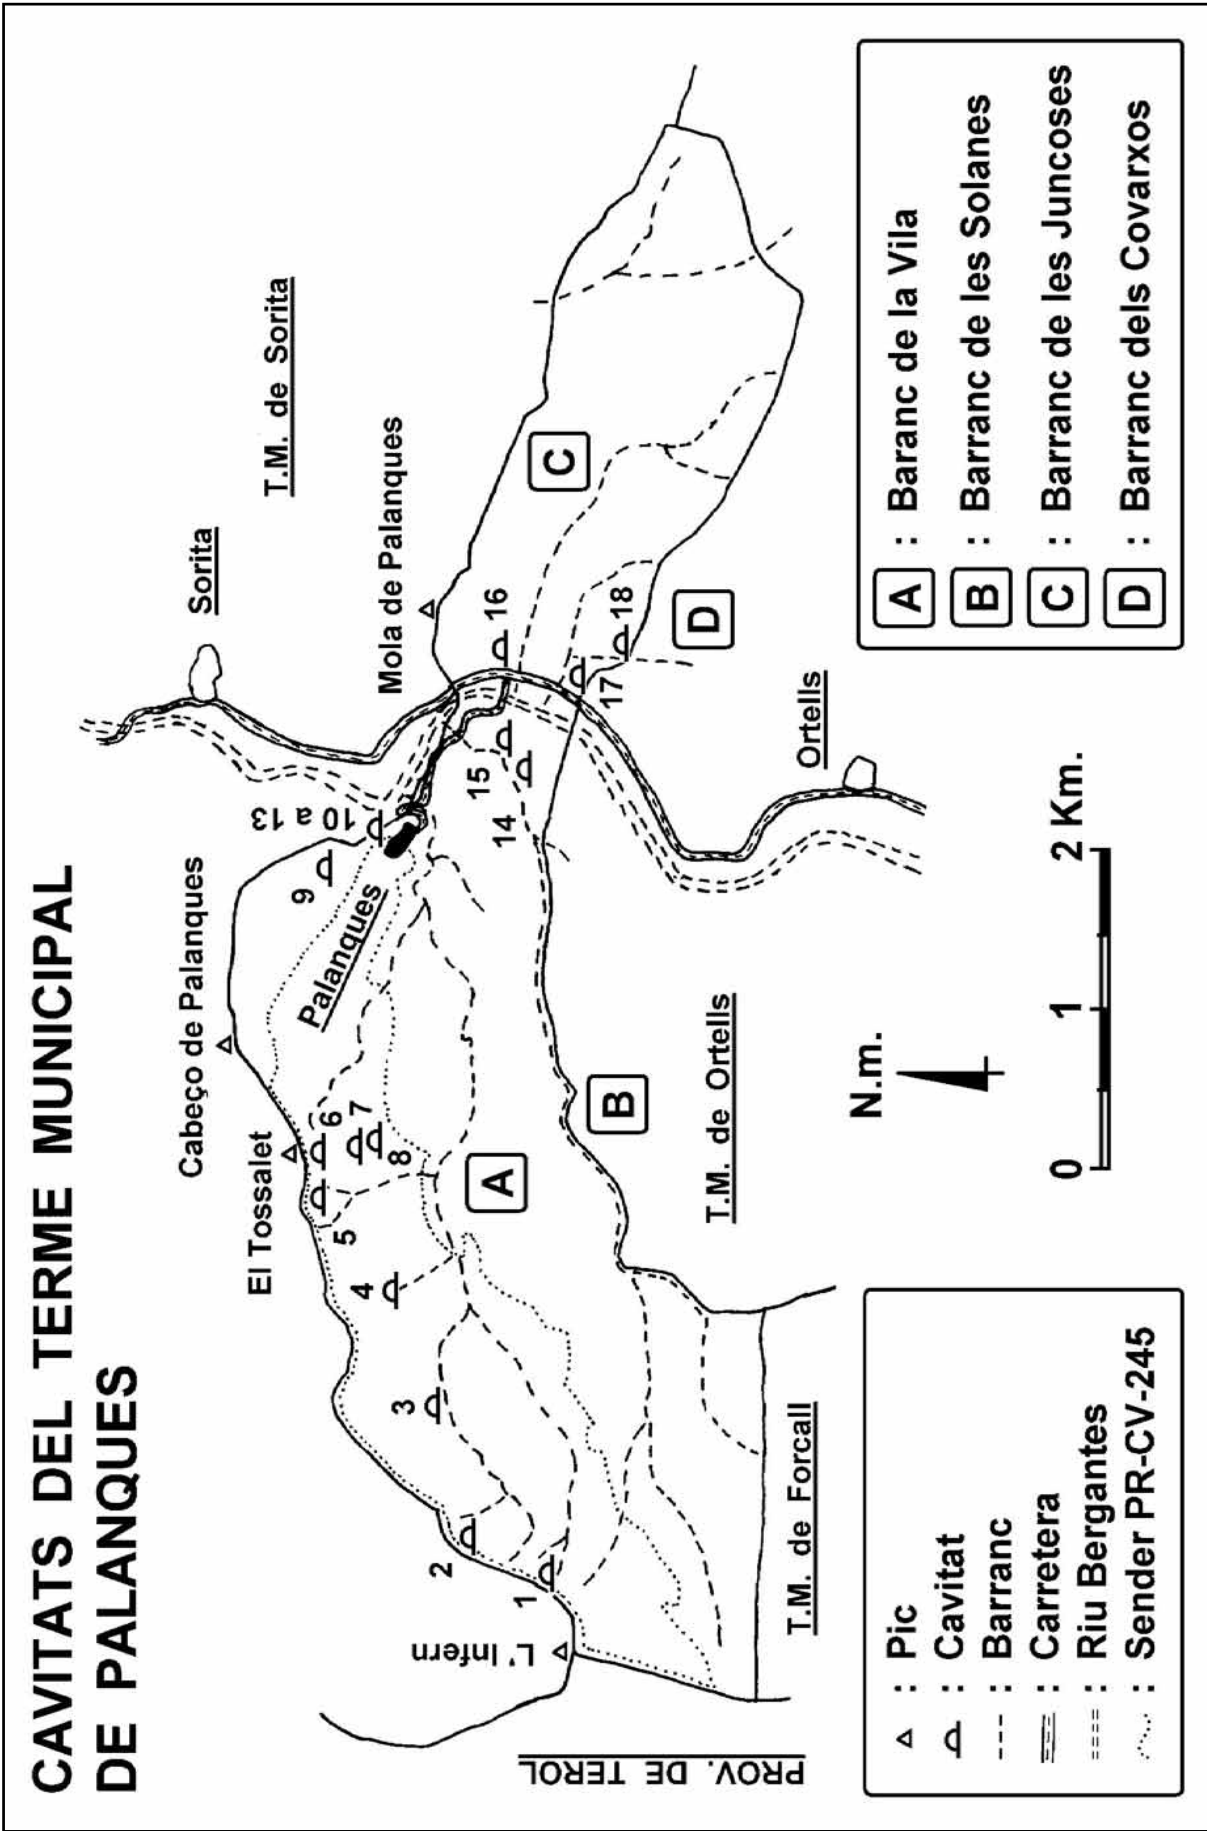 CAVITATS DEL TERME MUNICIPAL
DE PALANQUES
Cabeço de Palanques
El Tossalet
L'Infern
PROV. DE TEROL
Sorita
T.M. de Sorita
Mola de Palanques
Palanques
1
2
3
4
5
6
7
8
9
10 a 13
14
15
16
17
18
A
B
C
D
Ortells
T.M. de Ortells
T.M. de Forcall
N.m.
0 1 2 Km.
: Pic
: Cavitat
: Barranc
: Carretera
: Riu Bergantes
: Sender PR-CV-245
A : Baranc de la Vila
B : Barranc de les Solanes
C : Barranc de les Juncoses
D : Barranc dels Covarxos